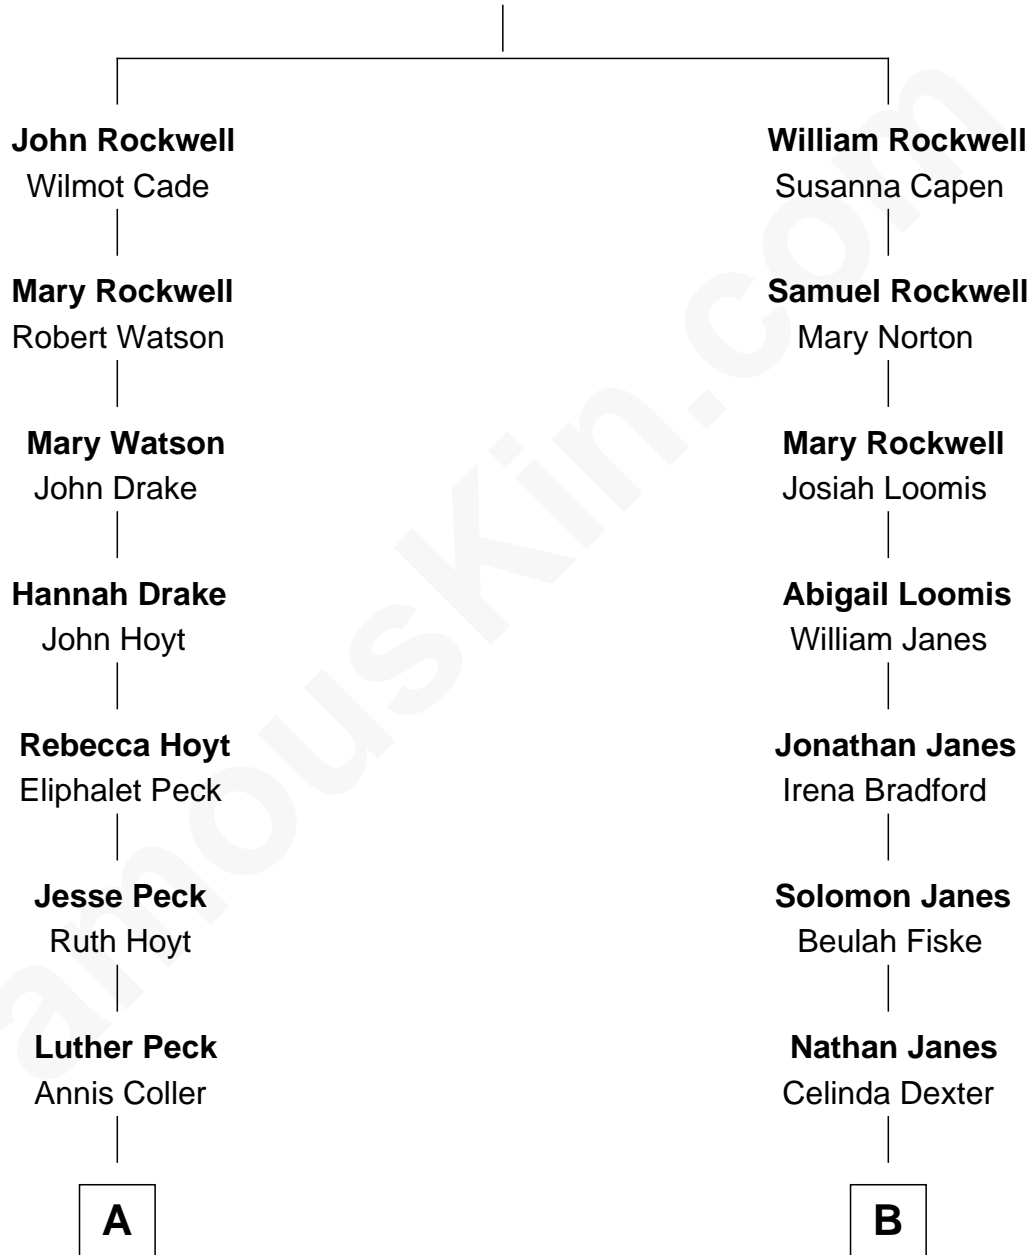 John Rockwell
Wilmot Cade
Mary Rockwell
Robert Watson
Mary Watson
John Drake
Hannah Drake
John Hoyt
Rebecca Hoyt
Eliphalet Peck
Jesse Peck
Ruth Hoyt
Luther Peck
Annis Coller
A
William Rockwell
Susanna Capen
Samuel Rockwell
Mary Norton
Mary Rockwell
Josiah Loomis
Abigail Loomis
William Janes
Jonathan Janes
Irena Bradford
Solomon Janes
Beulah Fiske
Nathan Janes
Celinda Dexter
B
amouskin.com